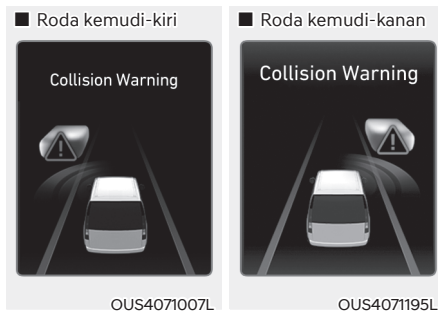 ■ Roda kemudi-kiri
Collision Warning
OUS4071007L
■ Roda kemudi-kanan
Collision Warning
OUS4071195L